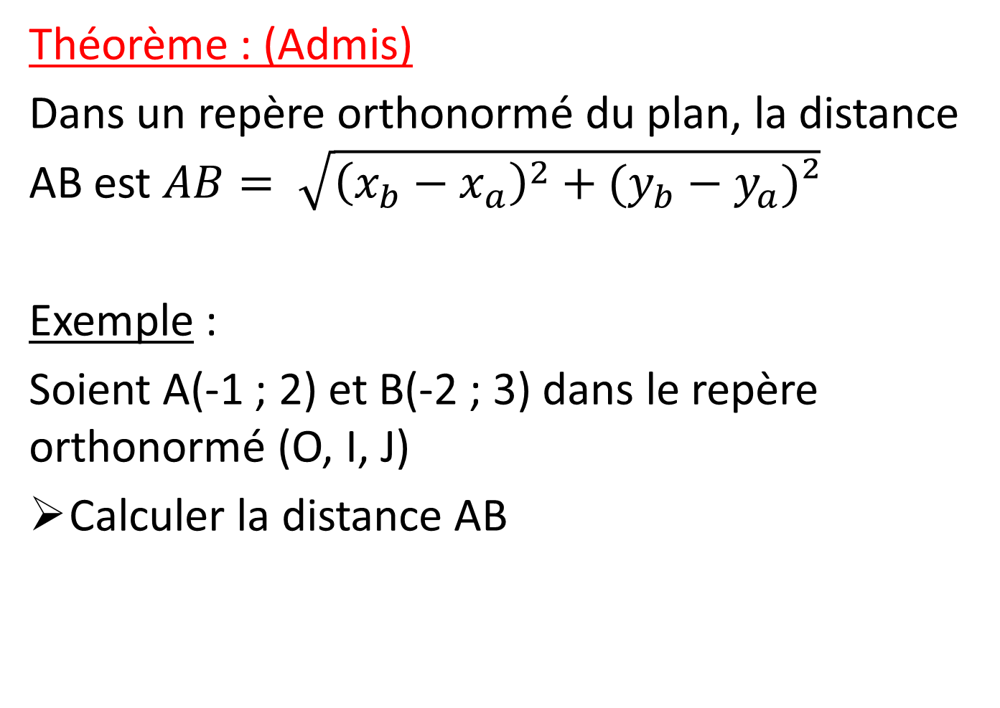 Théorème : (Admis)
Dans un repère orthonormé du plan, la distance
AB est $AB = \sqrt{(x_b - x_a)^2 + (y_b - y_a)^2}$
Exemple :
Soient A(-1 ; 2) et B(-2 ; 3) dans le repère
orthonormé (O, I, J)
➢Calculer la distance AB